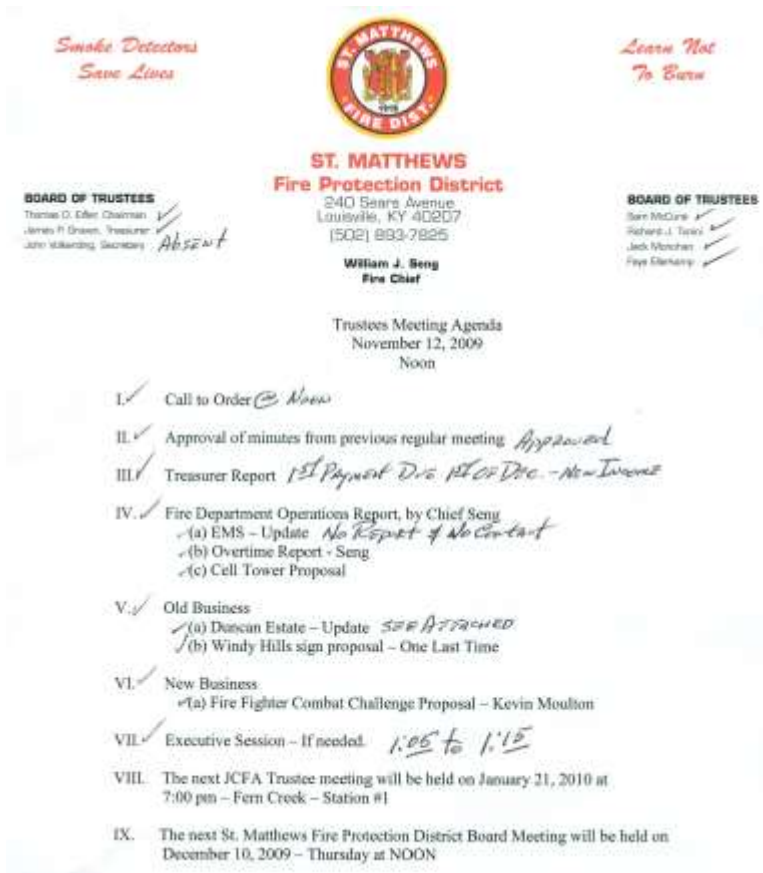 Smoke Detectors
Save Lives
ST. MATTHEWS
1919
FIRE DIST.
Learn Not
To Burn
ST. MATTHEWS
Fire Protection District
240 Sears Avenue
Louisville, KY 40207
(502) 893-7825
William J. Seng
Fire Chief
BOARD OF TRUSTEES
Thomas D. Chairman
James P. Brown, Treasurer
John Secretary Absent
BOARD OF TRUSTEES
Sam McClure
Richard J. Tonini
Jack Monohan
Faye Ellerkamp
Trustees Meeting Agenda
November 12, 2009
Noon
I. Call to Order @ Noon
II. Approval of minutes from previous regular meeting Approved
III. Treasurer Report 1st Payment Due 1st of Dec. - New Income
IV. Fire Department Operations Report, by Chief Seng
(a) EMS – Update No Report & No Contact
(b) Overtime Report - Seng
(c) Cell Tower Proposal
V. Old Business
(a) Duncan Estate – Update SEE ATTACHED
(b) Windy Hills sign proposal – One Last Time
VI. New Business
(a) Fire Fighter Combat Challenge Proposal – Kevin Moulton
VII. Executive Session – If needed. 1:05 to 1:15
VIII. The next JCFA Trustee meeting will be held on January 21, 2010 at
7:00 pm – Fern Creek – Station #1
IX. The next St. Matthews Fire Protection District Board Meeting will be held on
December 10, 2009 – Thursday at NOON